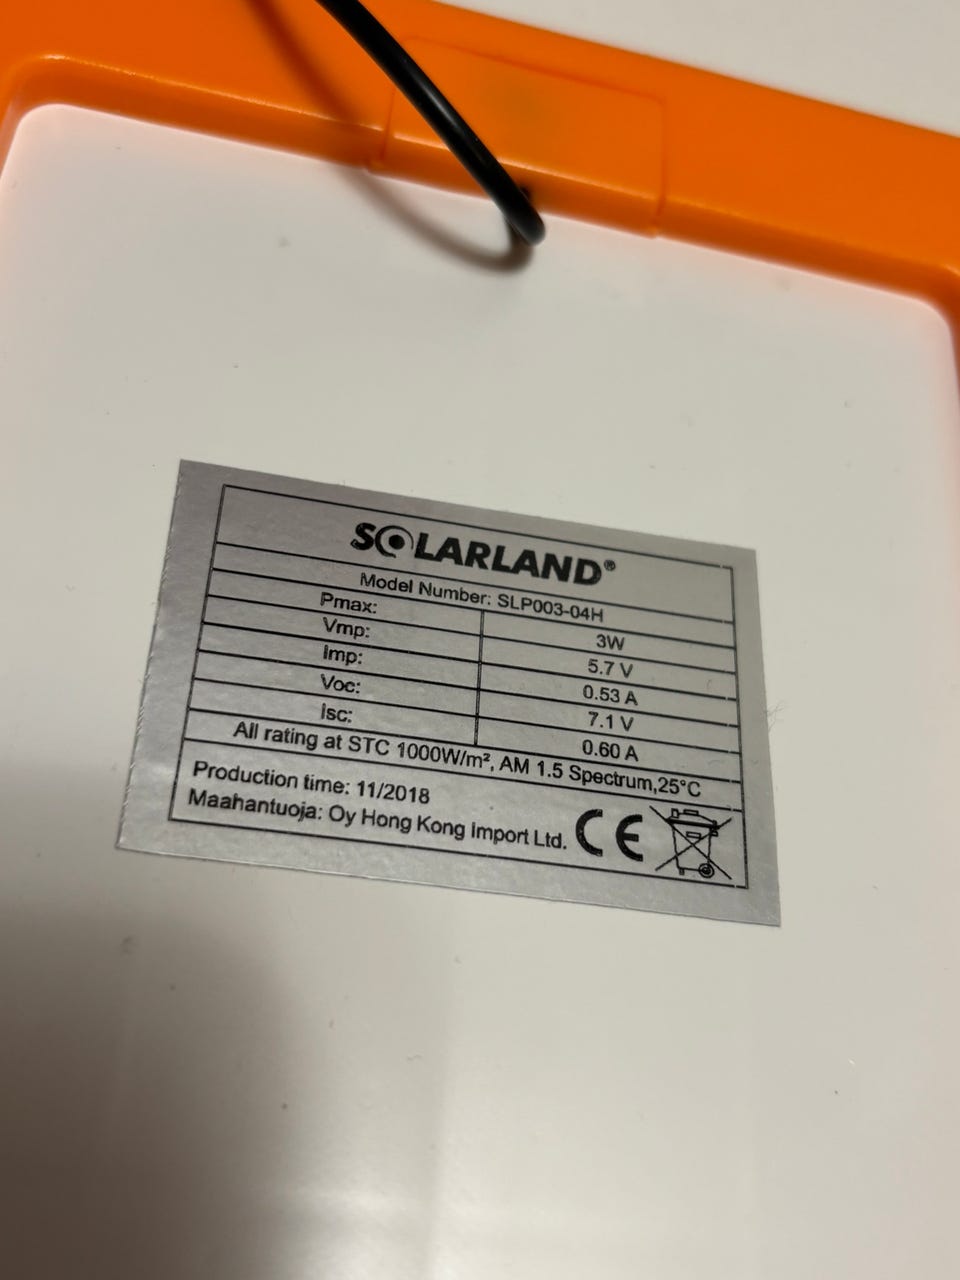 SOLARLAND®
Model Number: SLP003-04H
Pmax: 3W
Vmp: 5.7 V
Imp: 0.53 A
Voc: 7.1 V
Isc: 0.60 A
All rating at STC 1000W/m², AM 1.5 Spectrum,25°C
Production time: 11/2018
Maahantuoja: Oy Hong Kong import Ltd.
CE